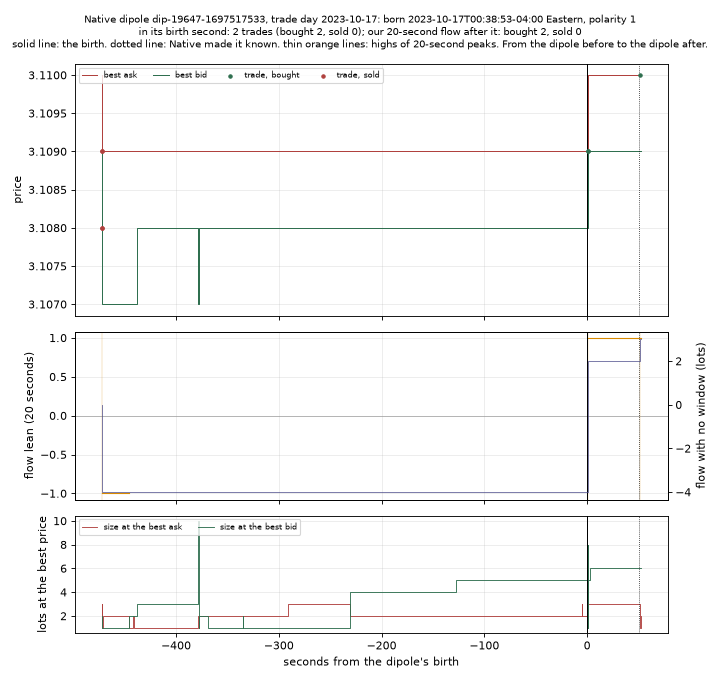 Native dipole dip-19647-1697517533, trade day 2023-10-17: born 2023-10-17T00:38:53-04:00 Eastern, polarity 1
in its birth second: 2 trades (bought 2, sold 0); our 20-second flow after it: bought 2, sold 0
solid line: the birth. dotted line: Native made it known. thin orange lines: highs of 20-second peaks. From the dipole before to the dipole after.
best ask best bid trade, bought trade, sold
3.1100
3.1095
3.1090
3.1085
3.1080
3.1075
3.1070
price
1.0
0.5
0.0
−0.5
−1.0
flow lean (20 seconds)
2
0
−2
−4
flow with no window (lots)
size at the best ask size at the best bid
10
8
6
4
2
lots at the best price
−400 −300 −200 −100 0
seconds from the dipole's birth